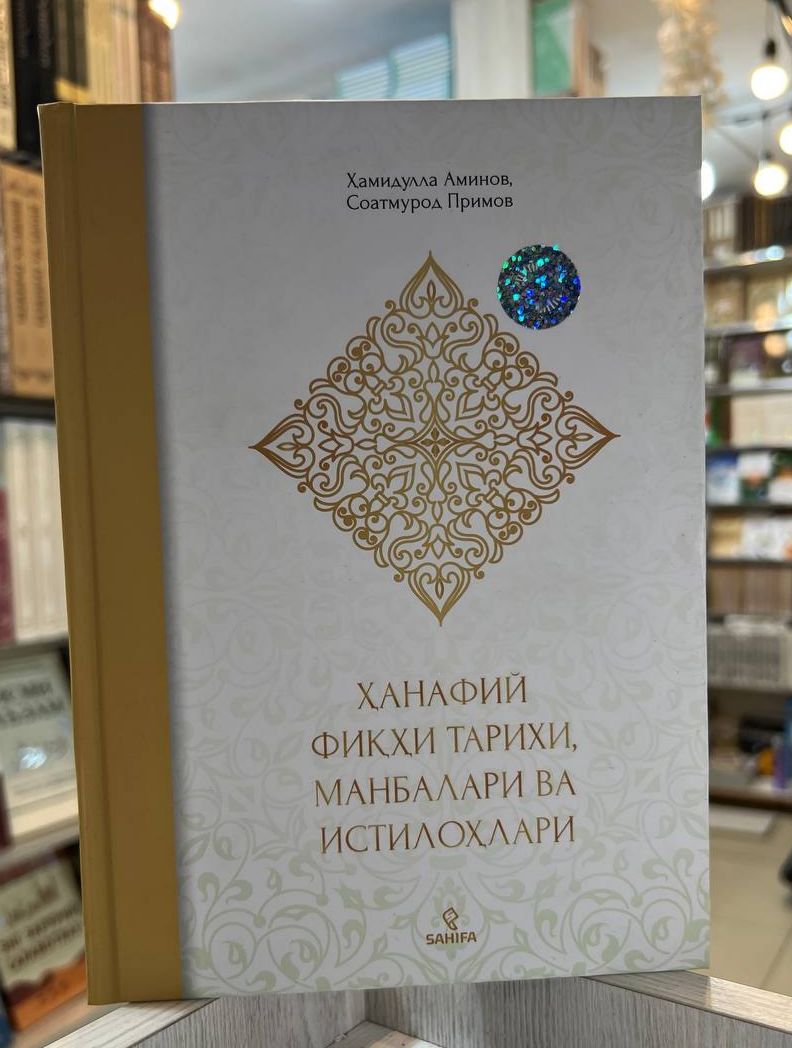 Ҳамидулла Аминов,
Соатмурод Примов
ҲАНАФИЙ
ФИҚҲИ ТАРИХИ,
МАНБАЛАРИ ВА
ИСТИЛОҲЛАРИ
SAHIFA